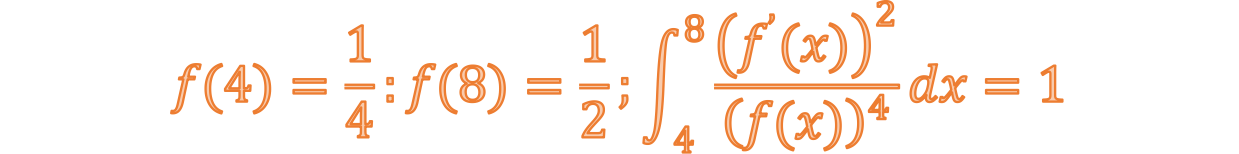 f(4) = 1/4 : f(8) = 1/2 ; ∫₄⁸ (f′(x))² / (f(x))⁴ dx = 1